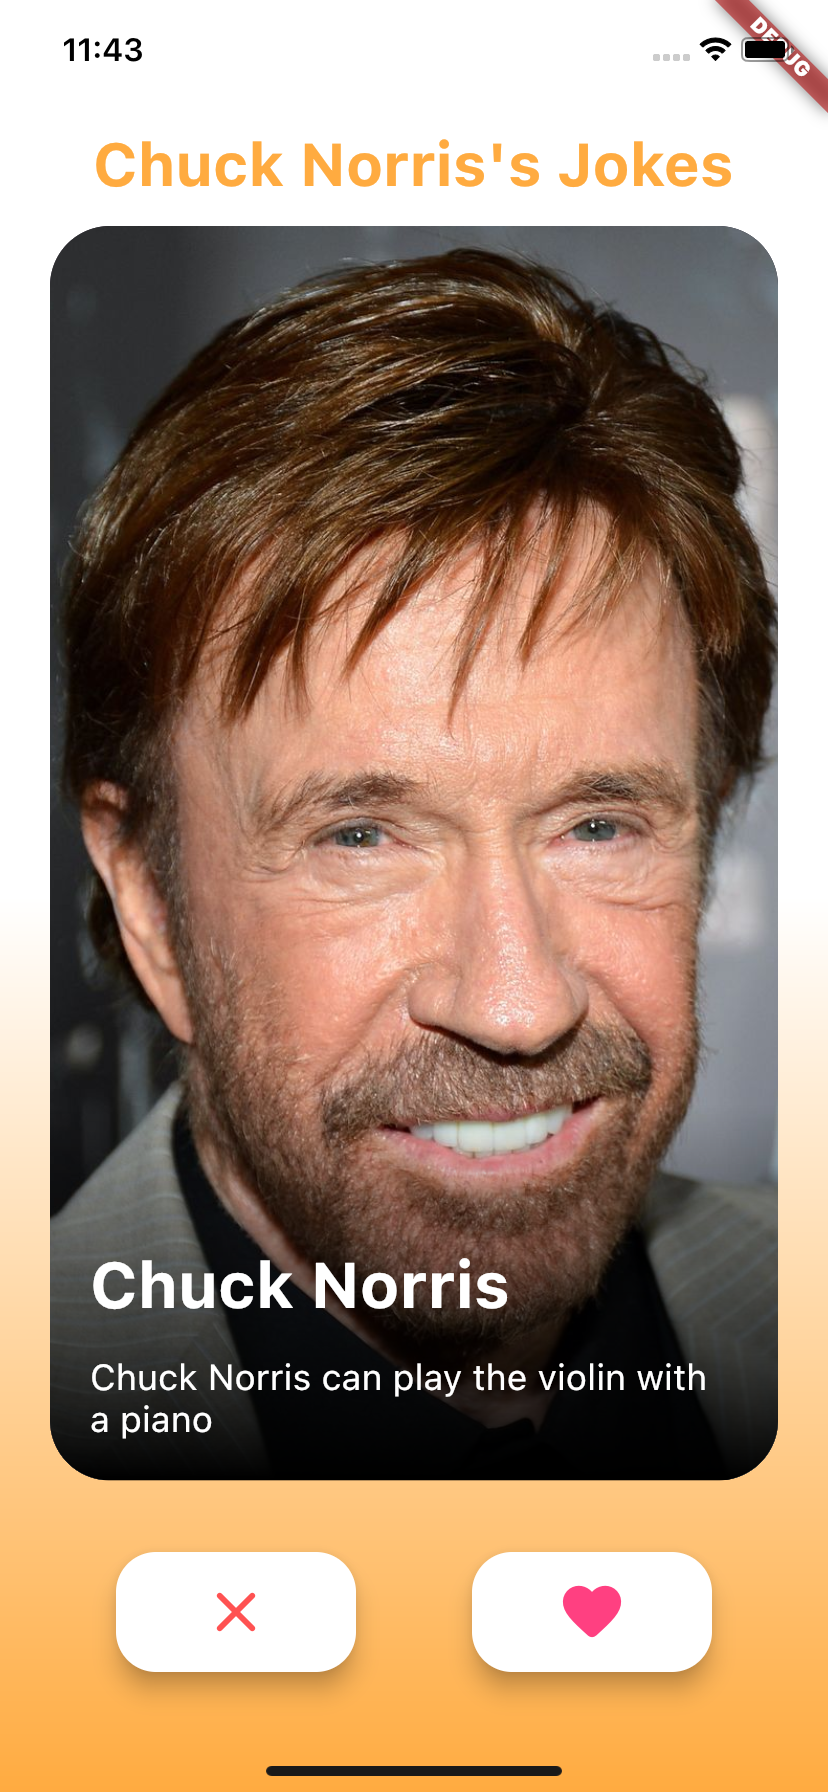 11:43
DEBUG
Chuck Norris's Jokes
Chuck Norris
Chuck Norris can play the violin with
a piano